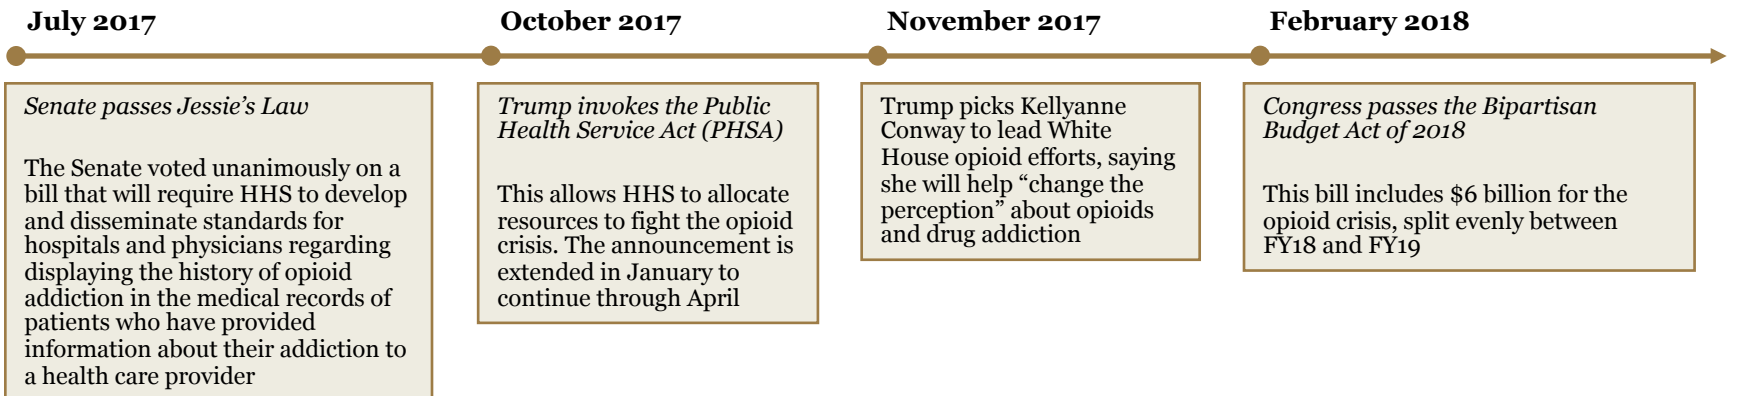 July 2017
Senate passes Jessie’s Law
The Senate voted unanimously on a
bill that will require HHS to develop
and disseminate standards for
hospitals and physicians regarding
displaying the history of opioid
addiction in the medical records of
patients who have provided
information about their addiction to
a health care provider
October 2017
Trump invokes the Public
Health Service Act (PHSA)
This allows HHS to allocate
resources to fight the opioid
crisis. The announcement is
extended in January to
continue through April
November 2017
Trump picks Kellyanne
Conway to lead White
House opioid efforts, saying
she will help “change the
perception” about opioids
and drug addiction
February 2018
Congress passes the Bipartisan
Budget Act of 2018
This bill includes $6 billion for the
opioid crisis, split evenly between
FY18 and FY19